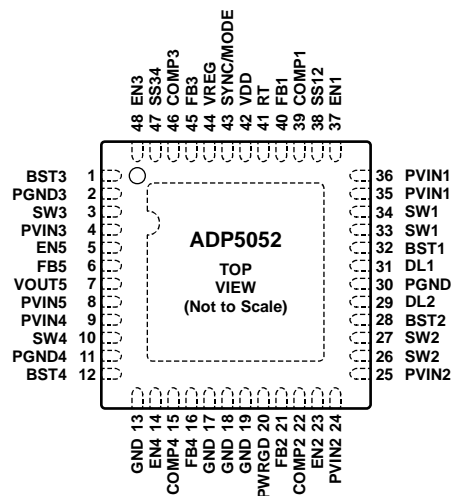 48 EN3
47 SS34
46 COMP3
45 FB3
44 VREG
43 SYNC/MODE
42 VDD
41 RT
40 FB1
39 COMP1
38 SS12
37 EN1
BST3 1
PGND3 2
SW3 3
PVIN3 4
EN5 5
FB5 6
VOUT5 7
PVIN5 8
PVIN4 9
SW4 10
PGND4 11
BST4 12
ADP5052
TOP
VIEW
(Not to Scale)
36 PVIN1
35 PVIN1
34 SW1
33 SW1
32 BST1
31 DL1
30 PGND
29 DL2
28 BST2
27 SW2
26 SW2
25 PVIN2
GND 13
EN4 14
COMP4 15
FB4 16
GND 17
GND 18
GND 19
PWRGD 20
FB2 21
COMP2 22
EN2 23
PVIN2 24